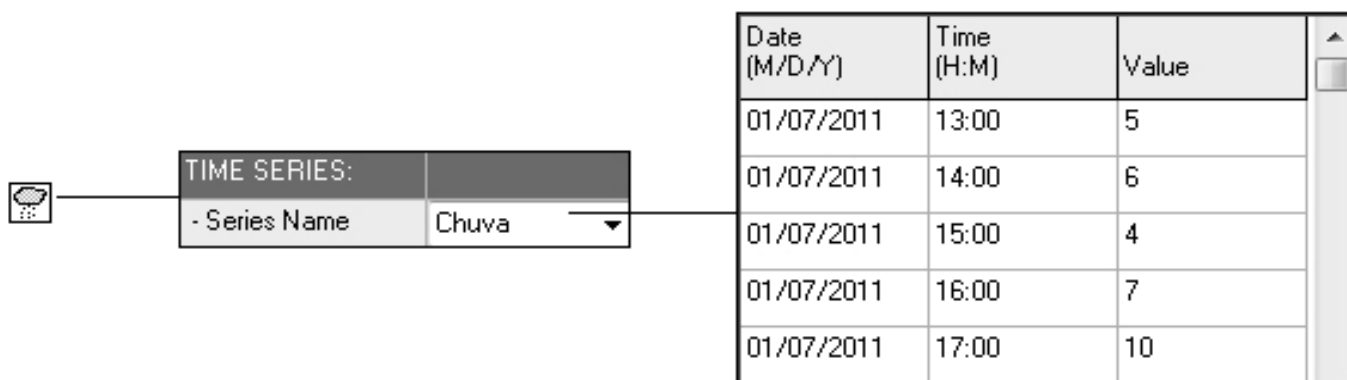 TIME SERIES:
- Series Name Chuva
Date (M/D/Y) Time (H:M) Value
01/07/2011 13:00 5
01/07/2011 14:00 6
01/07/2011 15:00 4
01/07/2011 16:00 7
01/07/2011 17:00 10